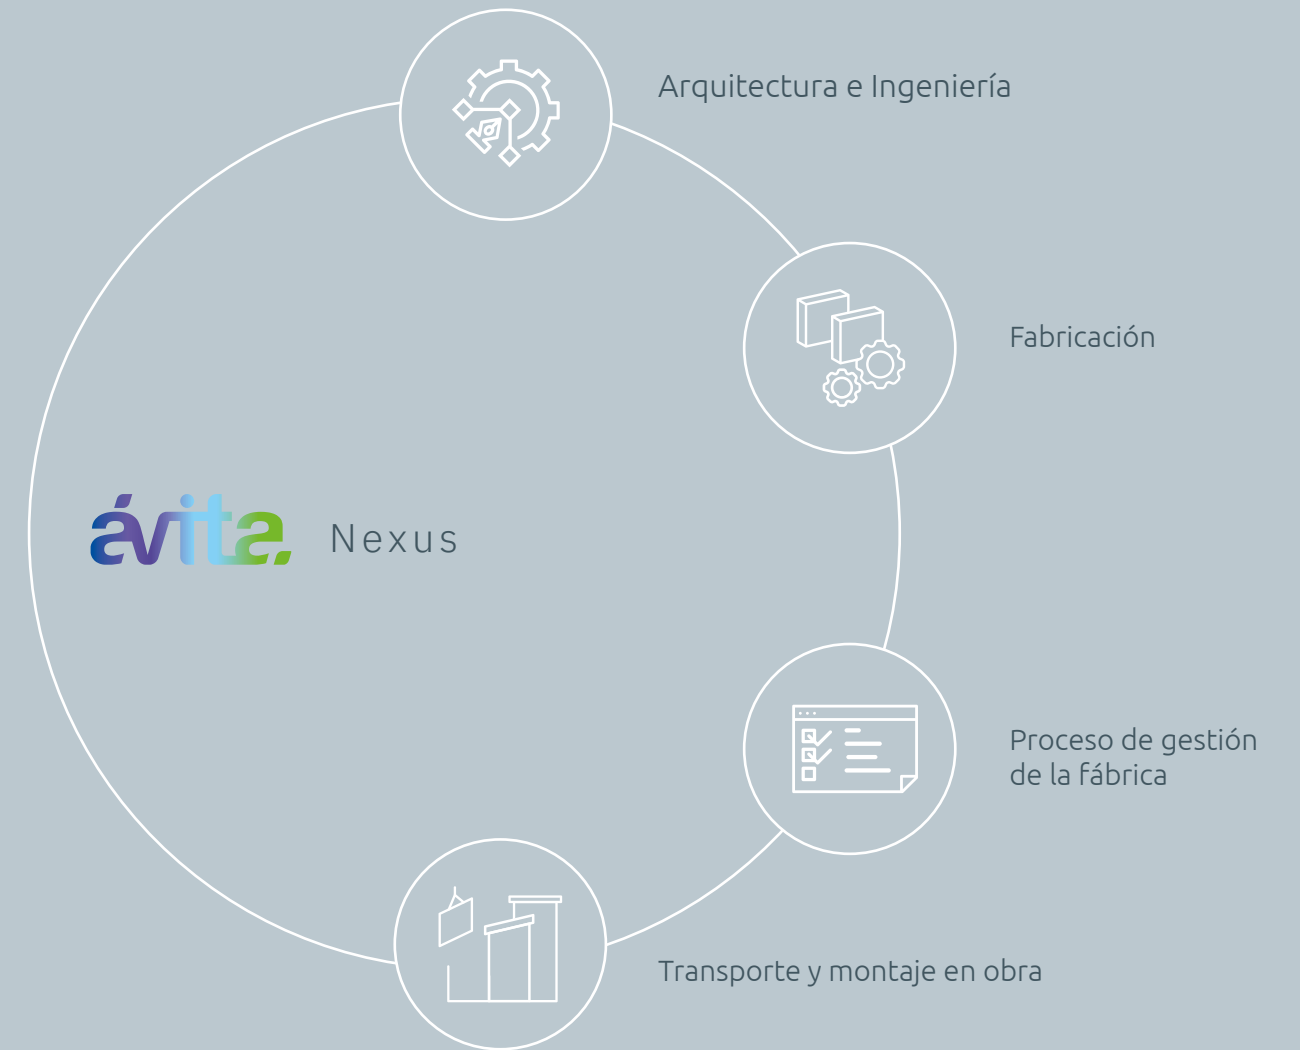 Arquitectura e Ingeniería
Fabricación
ávita Nexus
Proceso de gestión
de la fábrica
Transporte y montaje en obra